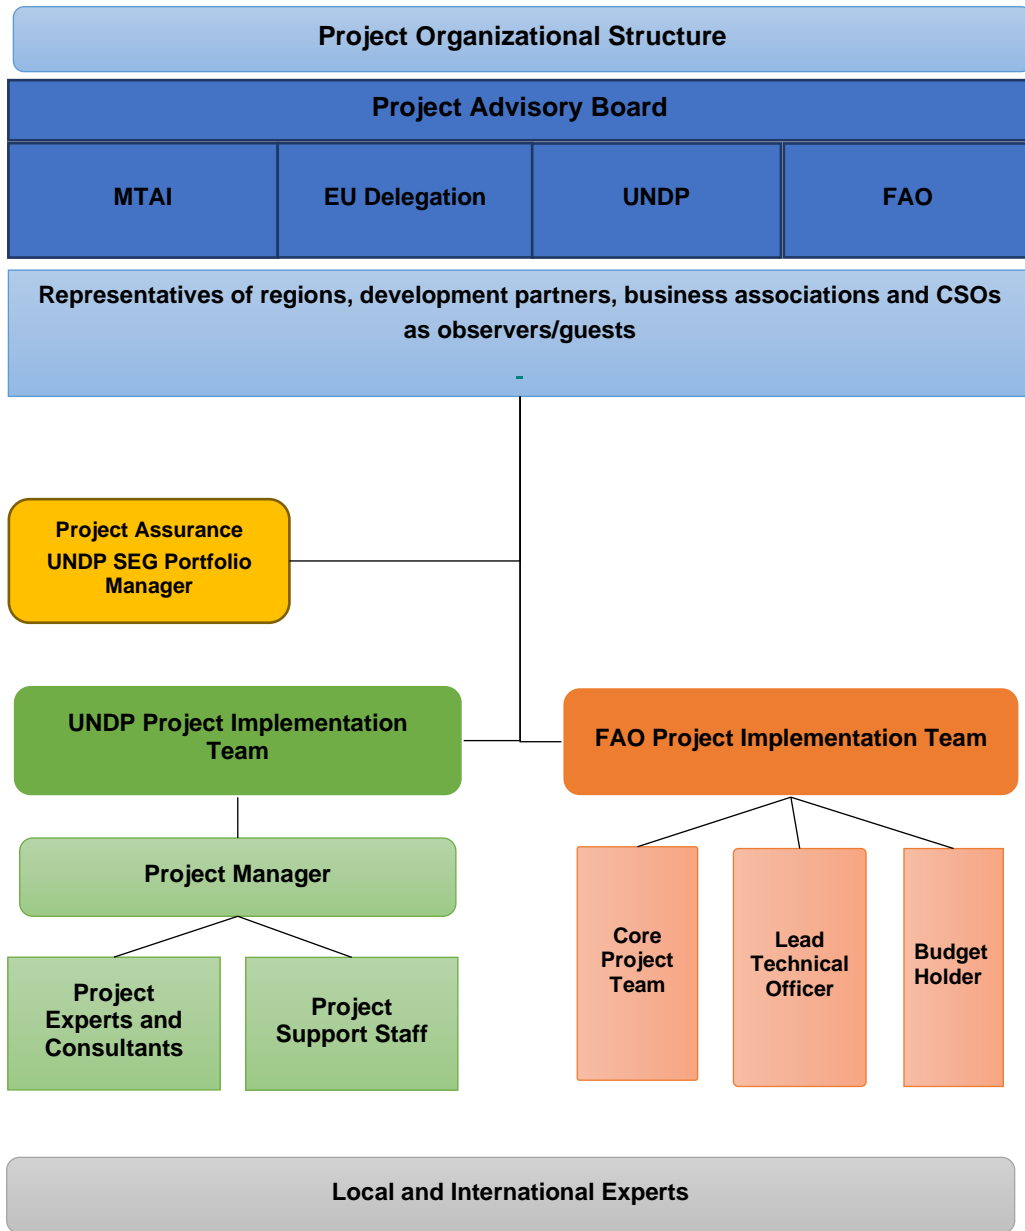 Project Organizational Structure
Project Advisory Board
MTAI
EU Delegation
UNDP
FAO
Representatives of regions, development partners, business associations and CSOs
as observers/guests
-
Project Assurance
UNDP SEG Portfolio
Manager
UNDP Project Implementation
Team
FAO Project Implementation Team
Project Manager
Project
Experts and
Consultants
Project
Support Staff
Core
Project
Team
Lead
Technical
Officer
Budget
Holder
Local and International Experts